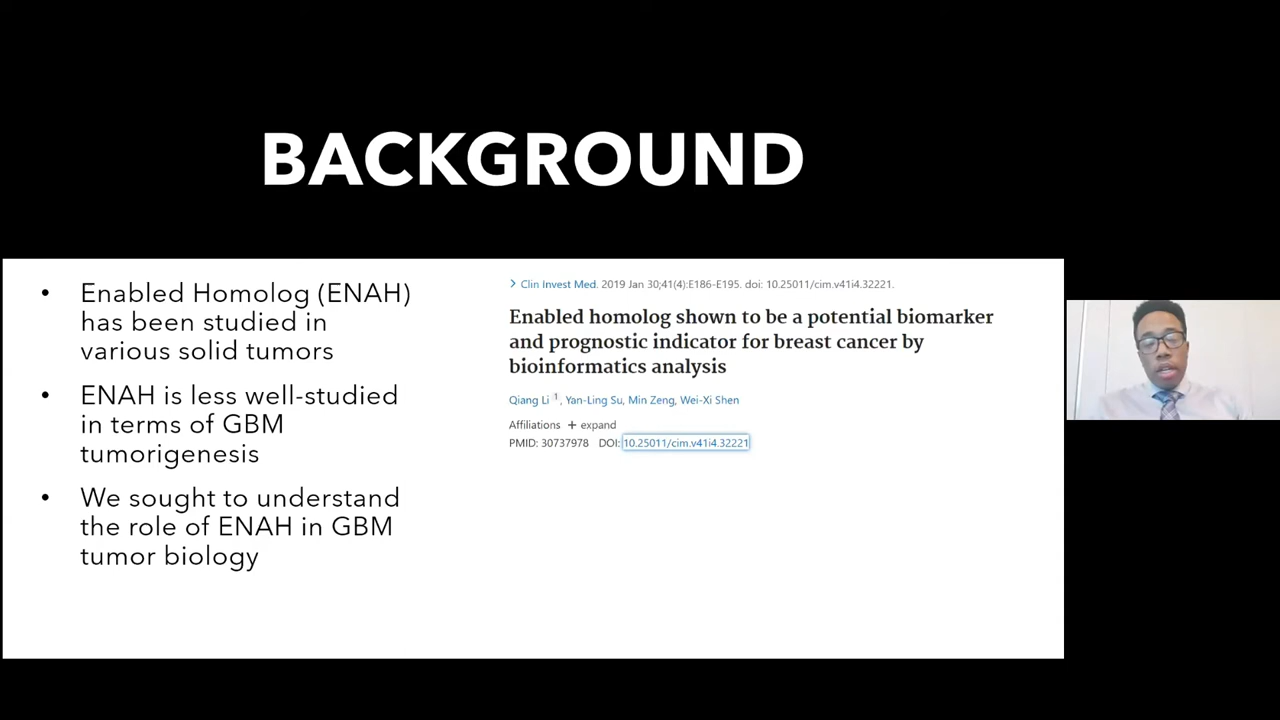 BACKGROUND
• Enabled Homolog (ENAH)
has been studied in
various solid tumors
• ENAH is less well-studied
in terms of GBM
tumorigenesis
• We sought to understand
the role of ENAH in GBM
tumor biology
> Clin Invest Med. 2019 Jan 30;41(4):E186-E195. doi: 10.25011/cim.v41i4.32221.
Enabled homolog shown to be a potential biomarker
and prognostic indicator for breast cancer by
bioinformatics analysis
Qiang Li 1, Yan-Ling Su, Min Zeng, Wei-Xi Shen
Affiliations + expand
PMID: 30737978 DOI: 10.25011/cim.v41i4.32221